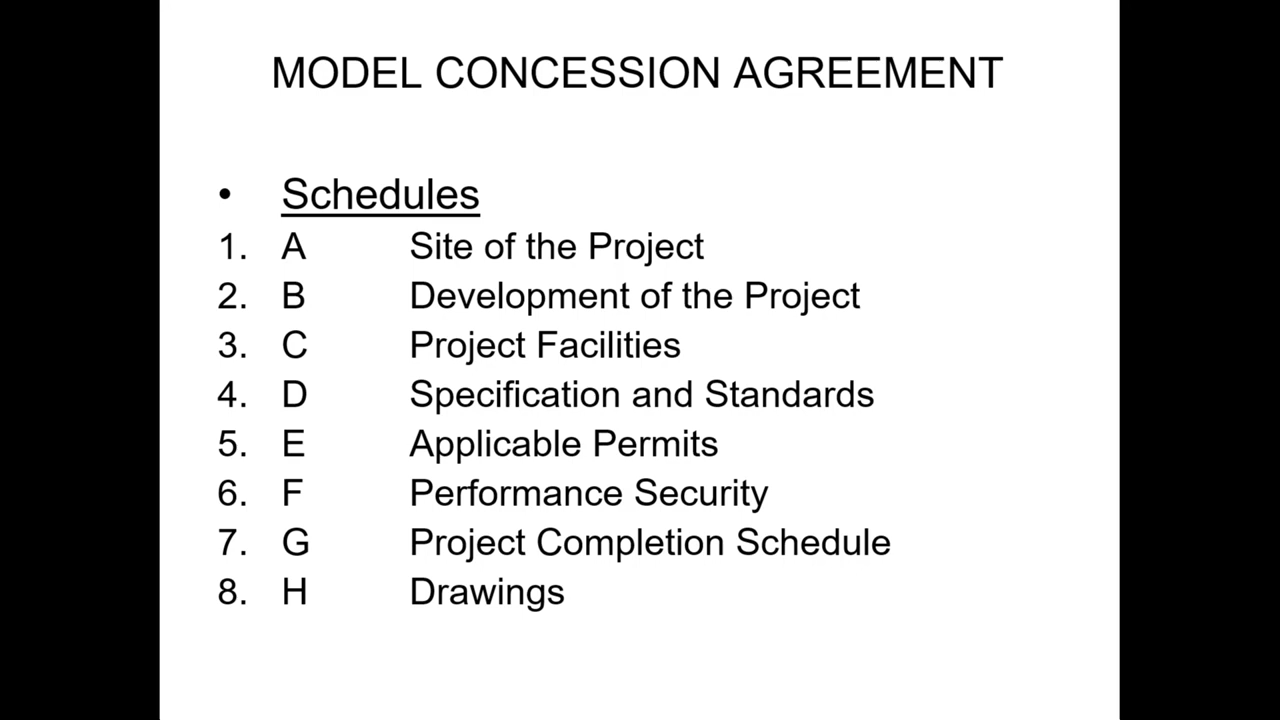 MODEL CONCESSION AGREEMENT
• Schedules
1. A Site of the Project
2. B Development of the Project
3. C Project Facilities
4. D Specification and Standards
5. E Applicable Permits
6. F Performance Security
7. G Project Completion Schedule
8. H Drawings